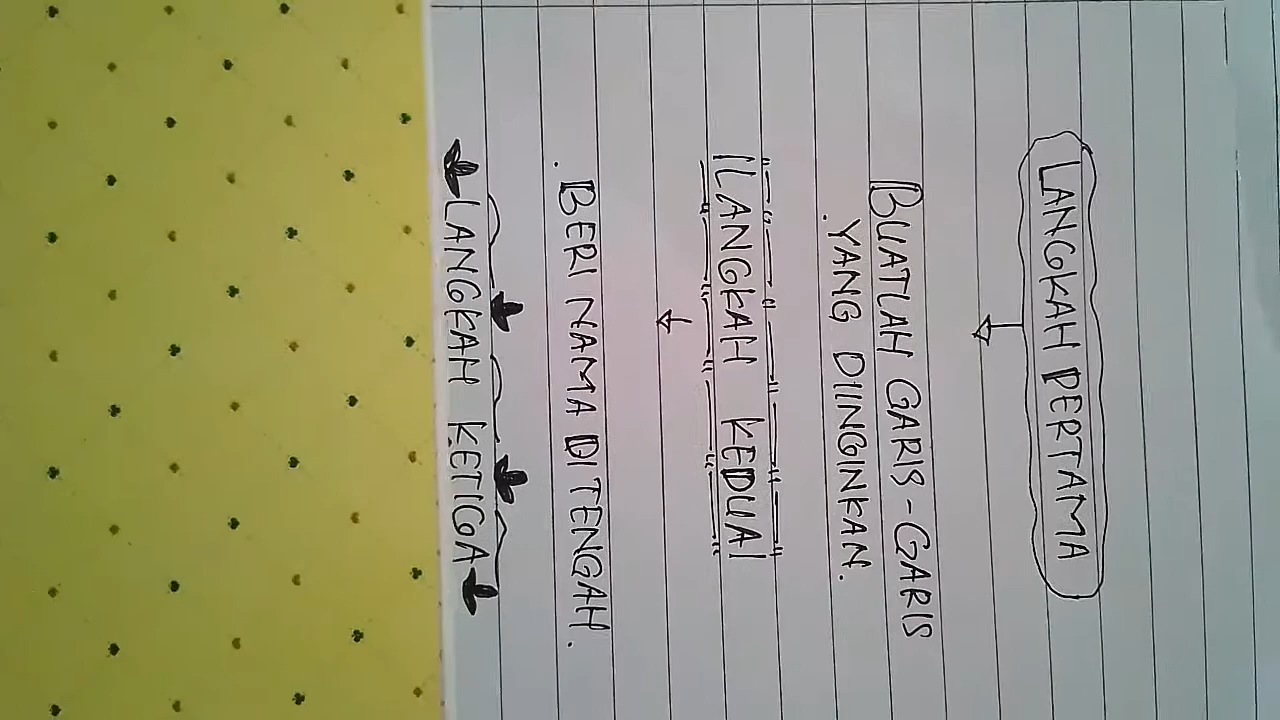 LANGKAH PERTAMA
BUATLAH GARIS-GARIS
. YANG DIINGINKAN.
LANGKAH KEDUA
. BERI NAMA DI TENGAH.
LANGKAH KETIGA